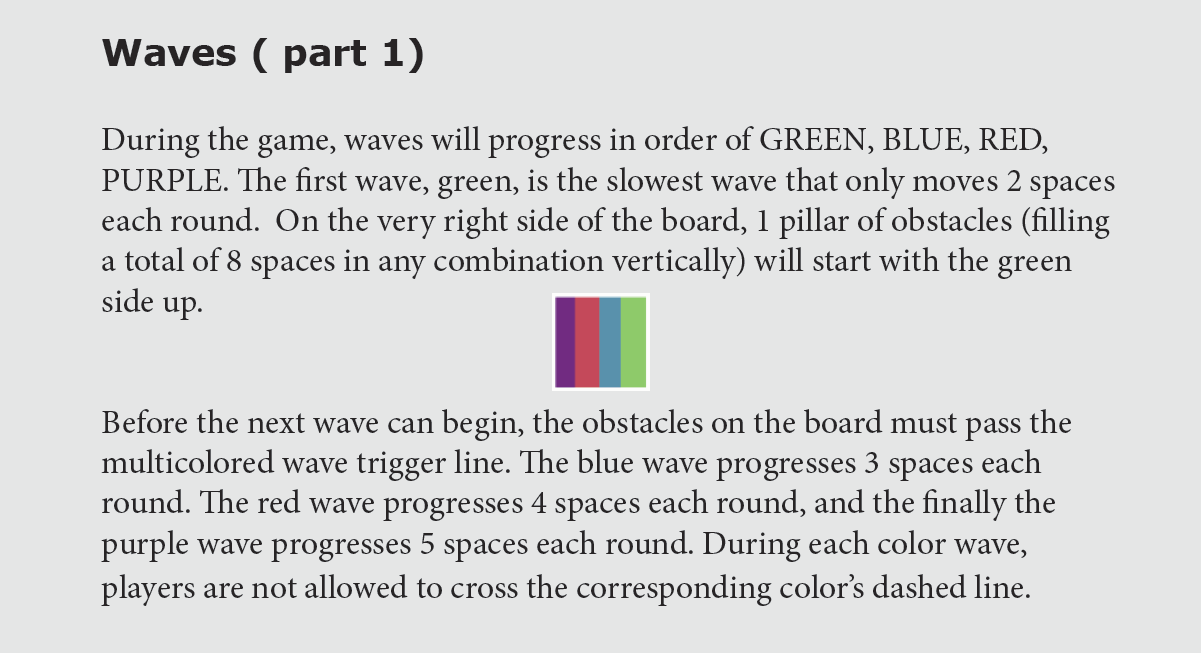 Waves ( part 1)
During the game, waves will progress in order of GREEN, BLUE, RED,
PURPLE. The first wave, green, is the slowest wave that only moves 2 spaces
each round.  On the very right side of the board, 1 pillar of obstacles (filling
a total of 8 spaces in any combination vertically) will start with the green
side up.
Before the next wave can begin, the obstacles on the board must pass the
multicolored wave trigger line. The blue wave progresses 3 spaces each
round. The red wave progresses 4 spaces each round, and the finally the
purple wave progresses 5 spaces each round. During each color wave,
players are not allowed to cross the corresponding color’s dashed line.